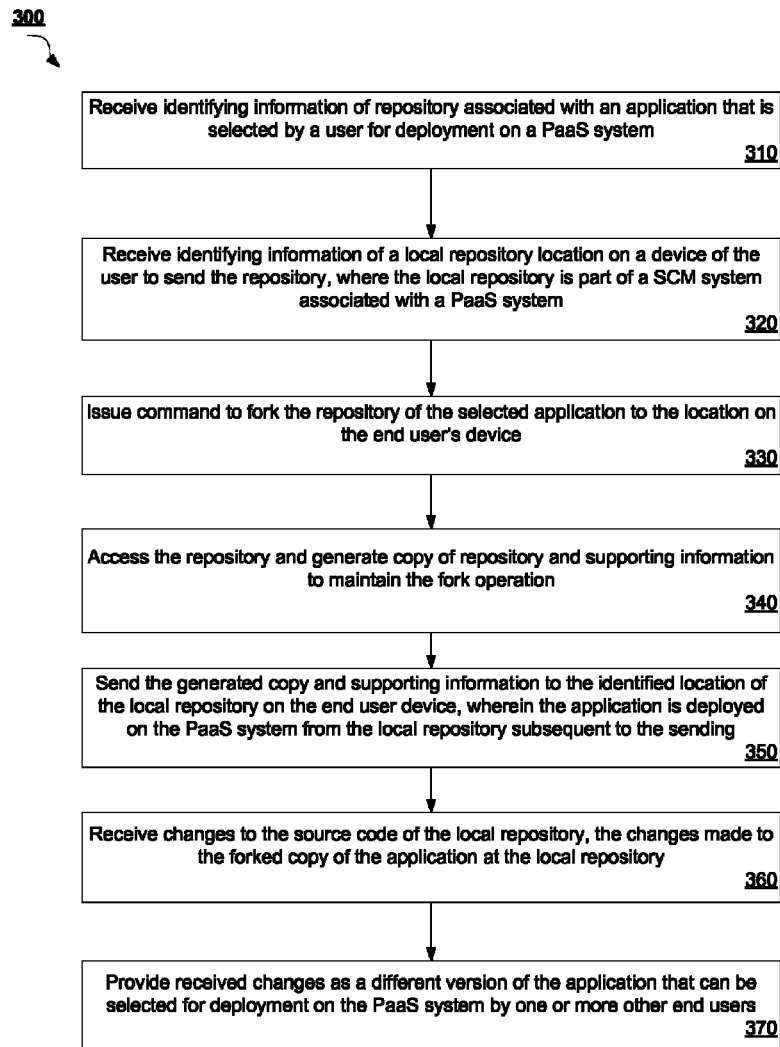 300
Receive identifying information of repository associated with an application that is
selected by a user for deployment on a PaaS system
310
Receive identifying information of a local repository location on a device of the
user to send the repository, where the local repository is part of a SCM system
associated with a PaaS system
320
Issue command to fork the repository of the selected application to the location on
the end user's device
330
Access the repository and generate copy of repository and supporting information
to maintain the fork operation
340
Send the generated copy and supporting information to the identified location of
the local repository on the end user device, wherein the application is deployed
on the PaaS system from the local repository subsequent to the sending
350
Receive changes to the source code of the local repository, the changes made to
the forked copy of the application at the local repository
360
Provide received changes as a different version of the application that can be
selected for deployment on the PaaS system by one or more other end users
370